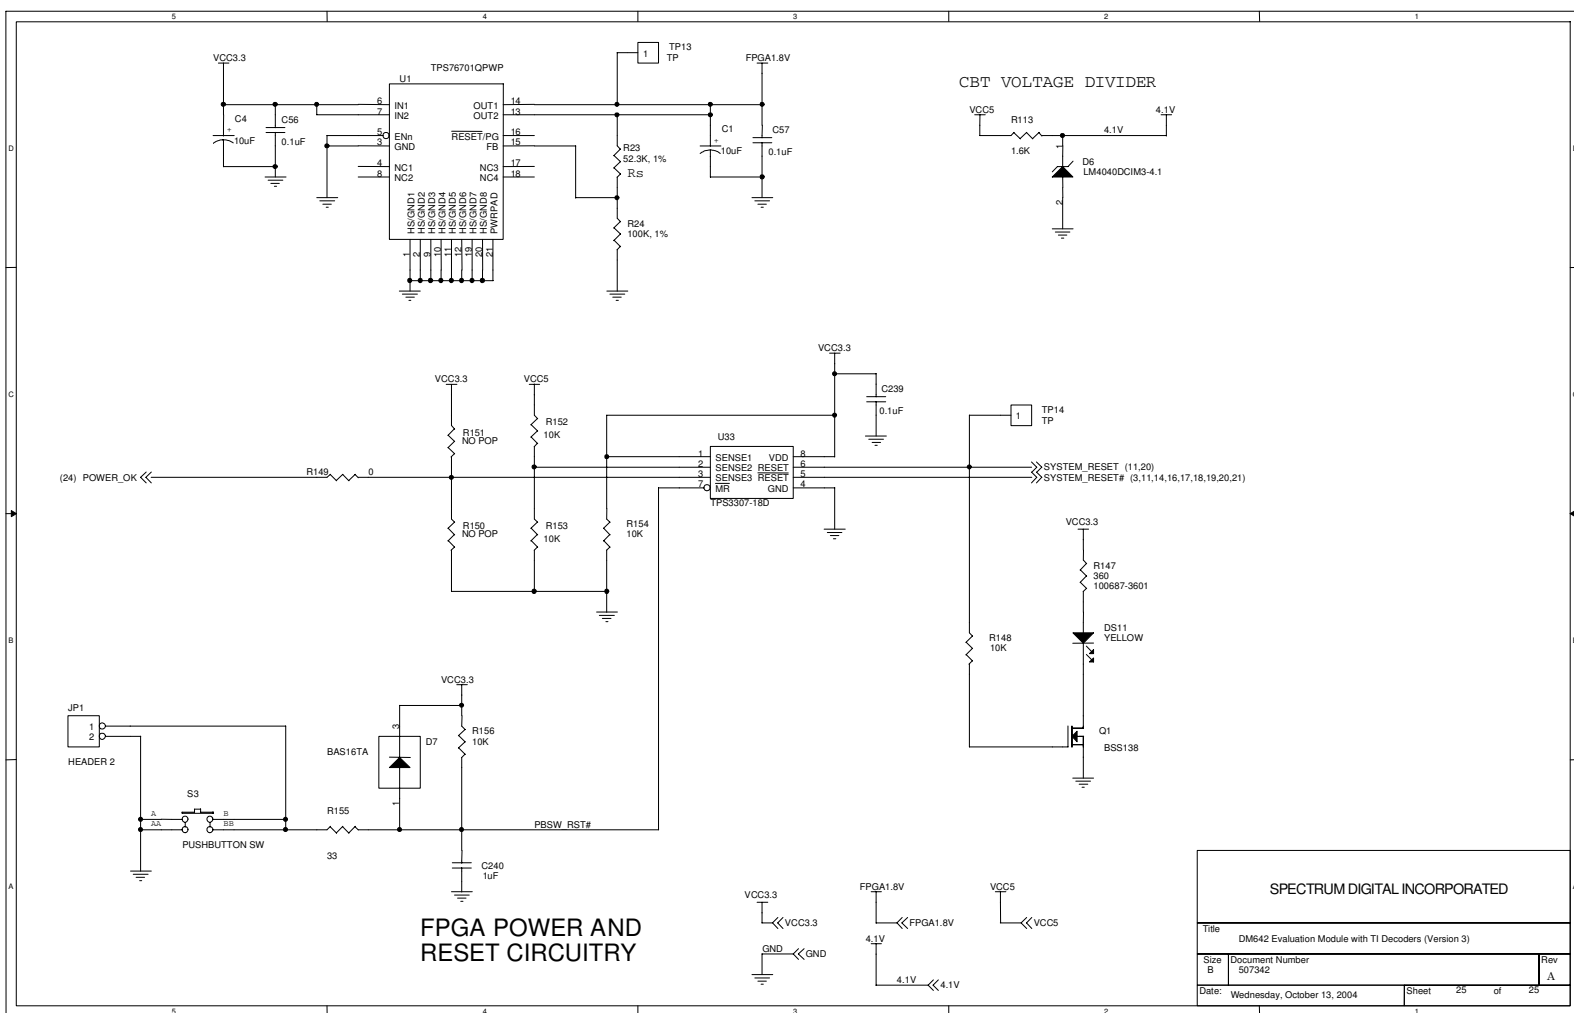 5
4
3
2
1
D
C
B
A
VCC3.3
TPS76701QPWP
U1
TP13
TP
1
FPGA1.8V
C4
10uF
+
C56
0.1uF
6
7
5
3
4
8
IN1
IN2
ENn
GND
NC1
NC2
OUT1
OUT2
RESET/PG
FB
NC3
NC4
14
13
16
15
17
18
HS/GND1
HS/GND2
HS/GND3
HS/GND4
HS/GND5
HS/GND6
HS/GND7
HS/GND8
PWRPAD
1
2
9
10
11
12
19
20
21
R23
52.3K, 1%
Rs
R24
100K, 1%
C1
10uF
+
C57
0.1uF
CBT VOLTAGE DIVIDER
VCC5
R113
1.6K
4.1V
4.1V
1
2
D6
LM4040DCIM3-4.1
VCC3.3
C239
0.1uF
VCC3.3
VCC5
R151
NO POP
R152
10K
(24) POWER_OK
R149
0
R150
NO POP
R153
10K
R154
10K
U33
1
2
3
7
SENSE1
SENSE2
SENSE3
MR
VDD
RESET
RESET
GND
8
6
5
4
TPS3307-18D
1
TP14
TP
SYSTEM_RESET (11,20)
SYSTEM_RESET# (3,11,14,16,17,18,19,20,21)
VCC3.3
R147
360
100687-3601
DS11
YELLOW
R148
10K
Q1
BSS138
JP1
1
2
HEADER 2
VCC3.3
3
D7
BAS16TA
1
R156
10K
S3
A
AA
B
BB
PUSHBUTTON SW
R155
33
PBSW_RST#
C240
1uF
FPGA POWER AND
RESET CIRCUITRY
VCC3.3
VCC3.3
GND
GND
FPGA1.8V
FPGA1.8V
4.1V
4.1V
4.1V
VCC5
VCC5
SPECTRUM DIGITAL INCORPORATED
Title
DM642 Evaluation Module with TI Decoders (Version 3)
Size
B
Document Number
507342
Rev
A
Date:
Wednesday, October 13, 2004
Sheet 25 of 25
5
4
3
2
1